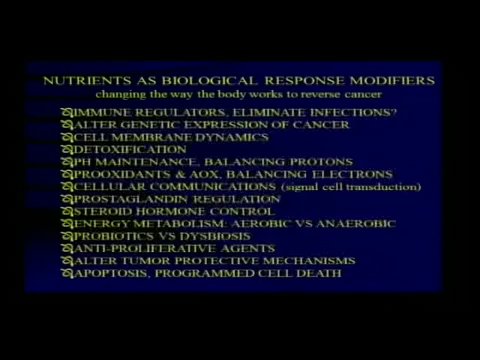 NUTRIENTS AS BIOLOGICAL RESPONSE MODIFIERS
changing the way the body works to reverse cancer
IMMUNE REGULATORS, ELIMINATE INFECTIONS?
ALTER GENETIC EXPRESSION OF CANCER
CELL MEMBRANE DYNAMICS
DETOXIFICATION
PH MAINTENANCE, BALANCING PROTONS
PROOXIDANTS & AOX, BALANCING ELECTRONS
CELLULAR COMMUNICATIONS (signal cell transduction)
PROSTAGLANDIN REGULATION
STEROID HORMONE CONTROL
ENERGY METABOLISM: AEROBIC VS ANAEROBIC
PROBIOTICS VS DYSBIOSIS
ANTI-PROLIFERATIVE AGENTS
ALTER TUMOR PROTECTIVE MECHANISMS
APOPTOSIS, PROGRAMMED CELL DEATH